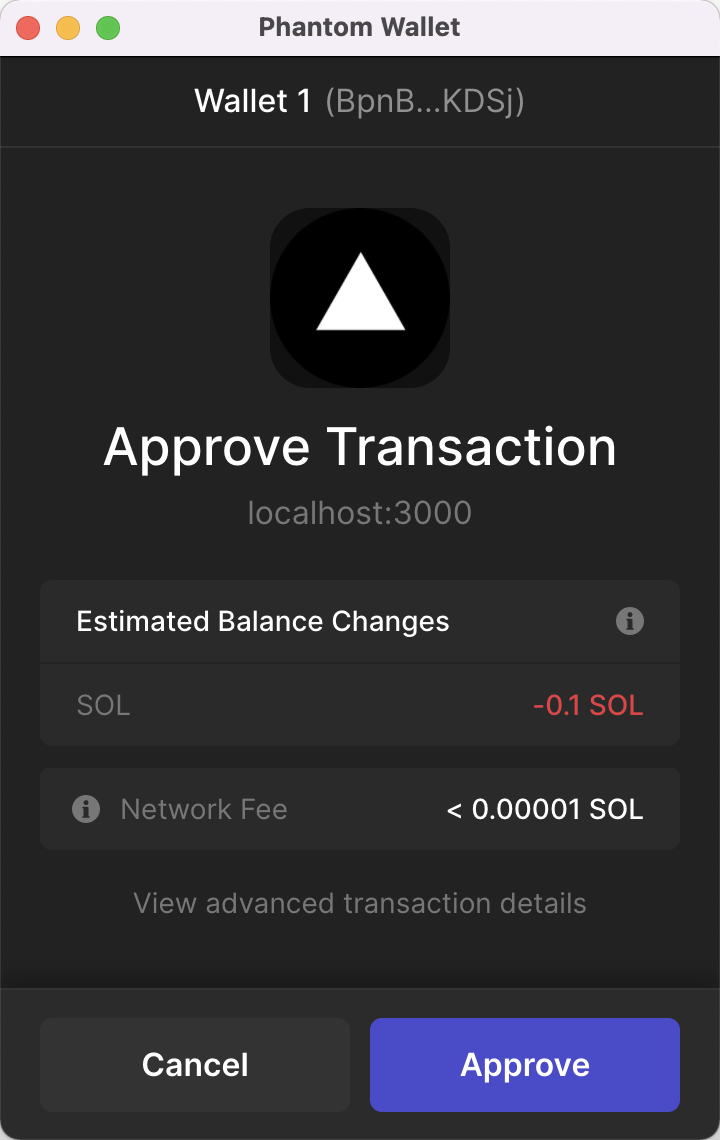 Phantom Wallet
Wallet 1 (BpnB...KDSj)
Approve Transaction
localhost:3000
Estimated Balance Changes
SOL -0.1 SOL
Network Fee < 0.00001 SOL
View advanced transaction details
Cancel Approve